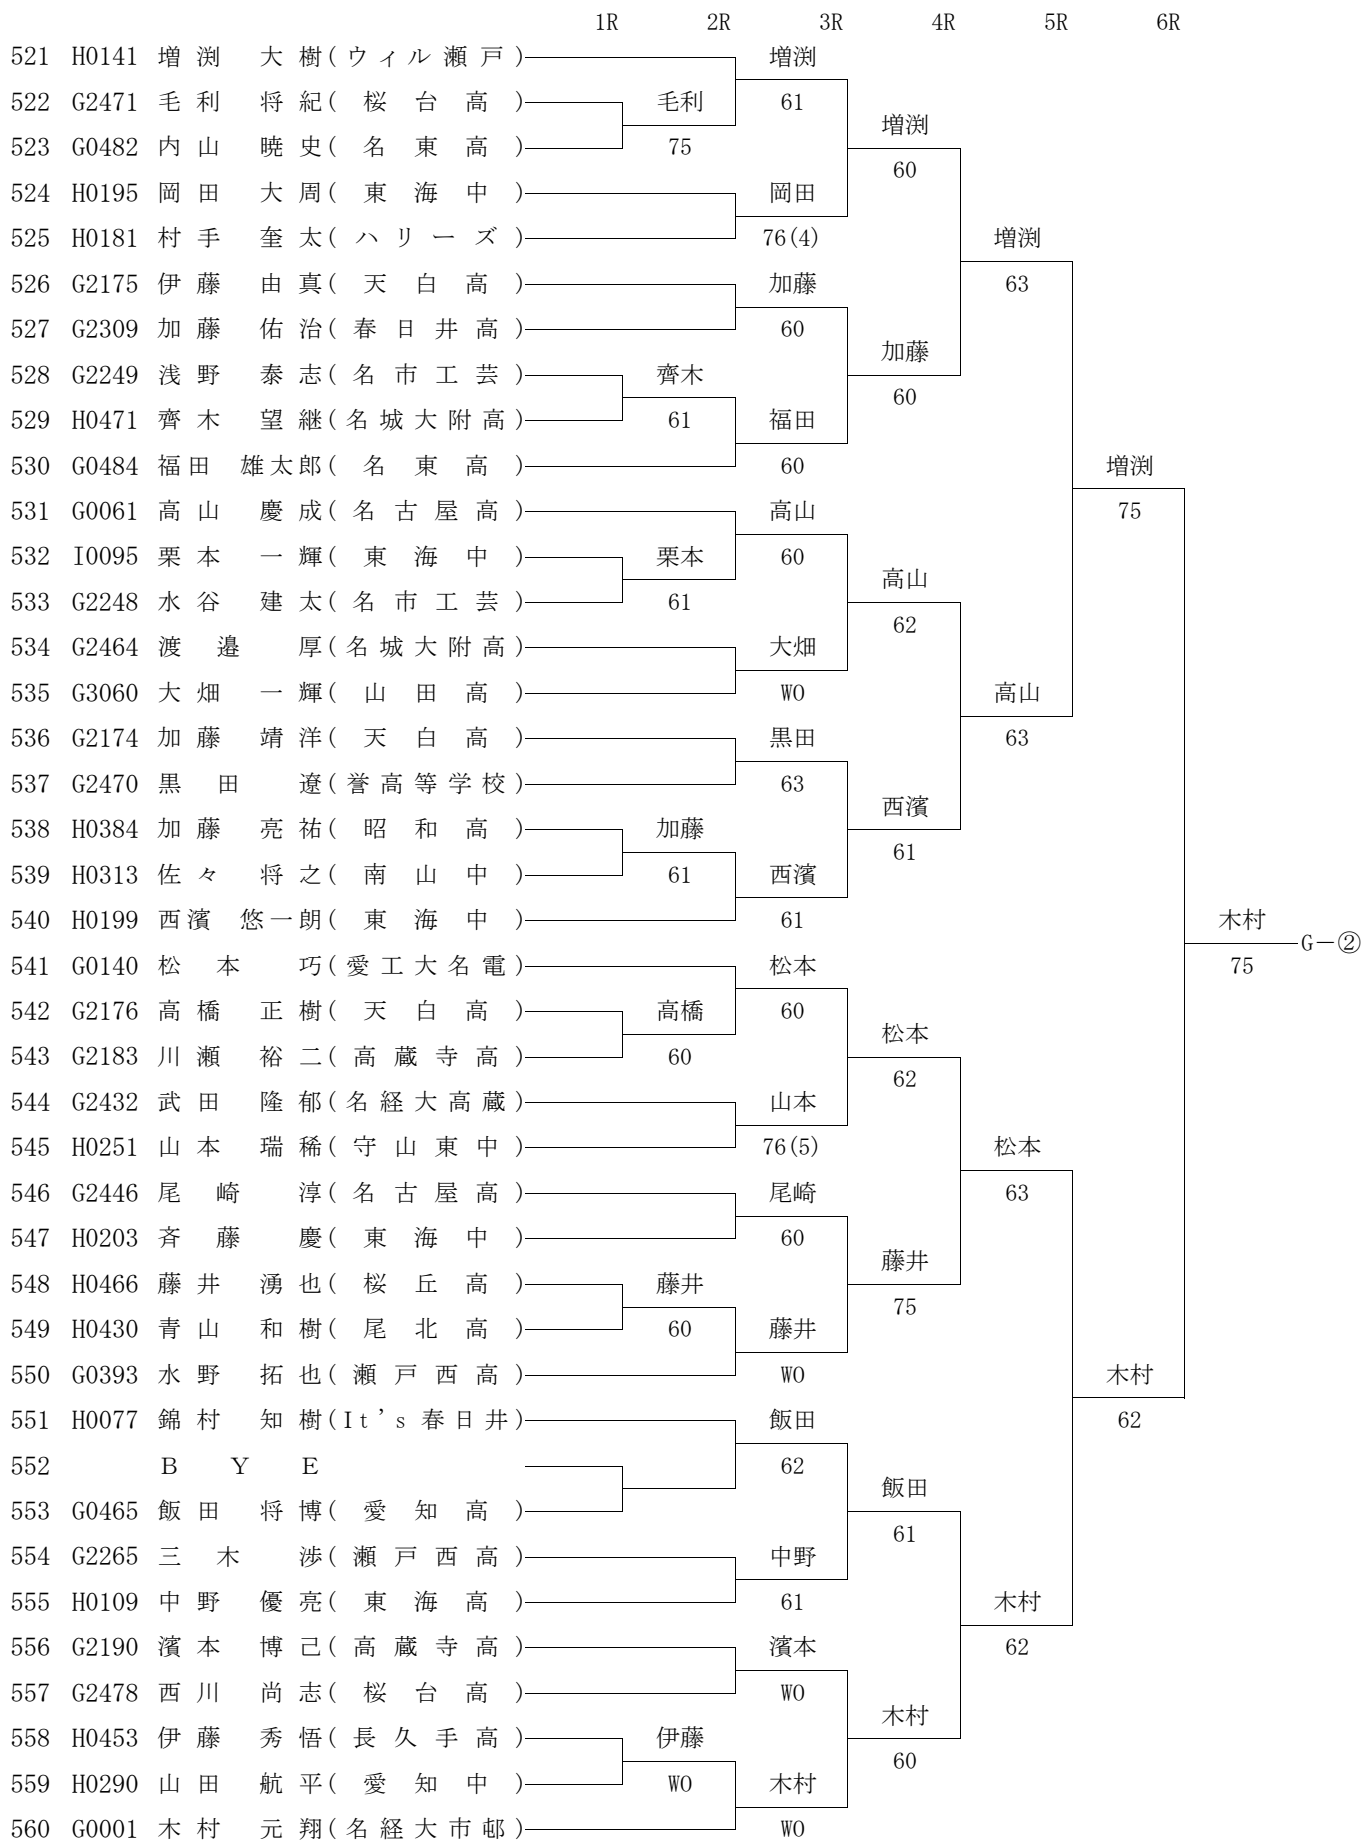 1R 2R 3R 4R 5R 6R
521 H0141 増渕 大樹(ウィル瀬戸) 増渕
522 G2471 毛利 将紀(桜台高) 毛利 61 増渕
523 G0482 内山 暁史(名東高) 75 60
524 H0195 岡田 大周(東海中) 岡田
525 H0181 村手 奎太(ハリーズ) 76(4) 増渕
526 G2175 伊藤 由真(天白高) 加藤 63
527 G2309 加藤 佑治(春日井高) 60 加藤
528 G2249 浅野 泰志(名市工芸) 齊木 60
529 H0471 齊木 望継(名城大附高) 61 福田
530 G0484 福田 雄太郎(名東高) 60 増渕
531 G0061 高山 慶成(名古屋高) 高山 75
532 I0095 栗本 一輝(東海中) 栗本 60 高山
533 G2248 水谷 建太(名市工芸) 61 62
534 G2464 渡邉 厚(名城大附高) 大畑
535 G3060 大畑 一輝(山田高) WO 高山
536 G2174 加藤 靖洋(天白高) 黒田 63
537 G2470 黒田 遼(誉高等学校) 63 西濱
538 H0384 加藤 亮祐(昭和高) 加藤 61
539 H0313 佐々 将之(南山中) 61 西濱
540 H0199 西濱 悠一朗(東海中) 61 木村 G-②
541 G0140 松本 巧(愛工大名電) 松本 75
542 G2176 高橋 正樹(天白高) 高橋 60 松本
543 G2183 川瀬 裕二(高蔵寺高) 60 62
544 G2432 武田 隆郁(名経大高蔵) 山本
545 H0251 山本 瑞稀(守山東中) 76(5) 松本
546 G2446 尾崎 淳(名古屋高) 尾崎 63
547 H0203 斉藤 慶(東海中) 60 藤井
548 H0466 藤井 湧也(桜丘高) 藤井 75
549 H0430 青山 和樹(尾北高) 60 藤井
550 G0393 水野 拓也(瀬戸西高) WO 木村
551 H0077 錦村 知樹(It's春日井) 飯田 62
552 BYE 62 飯田
553 G0465 飯田 将博(愛知高) 61
554 G2265 三木 渉(瀬戸西高) 中野
555 H0109 中野 優亮(東海高) 61 木村
556 G2190 濱本 博己(高蔵寺高) 濱本 62
557 G2478 西川 尚志(桜台高) WO 木村
558 H0453 伊藤 秀悟(長久手高) 伊藤 60
559 H0290 山田 航平(愛知中) WO 木村
560 G0001 木村 元翔(名経大市邨) WO